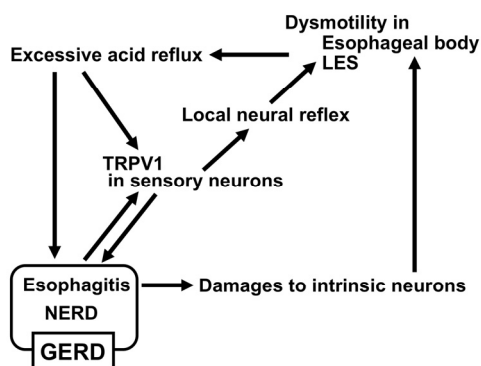 Dysmotility in
Esophageal body
LES
Excessive acid reflux
Local neural reflex
TRPV1
in sensory neurons
Esophagitis
NERD
GERD
Damages to intrinsic neurons